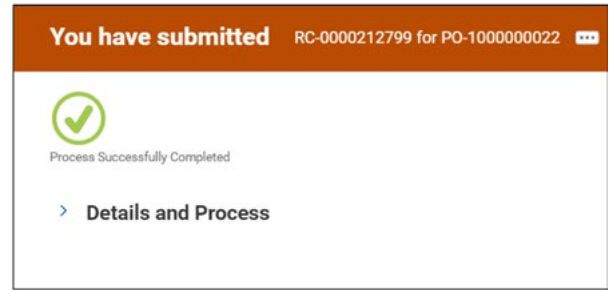 You have submitted RC-0000212799 for PO-1000000022
Process Successfully Completed
Details and Process